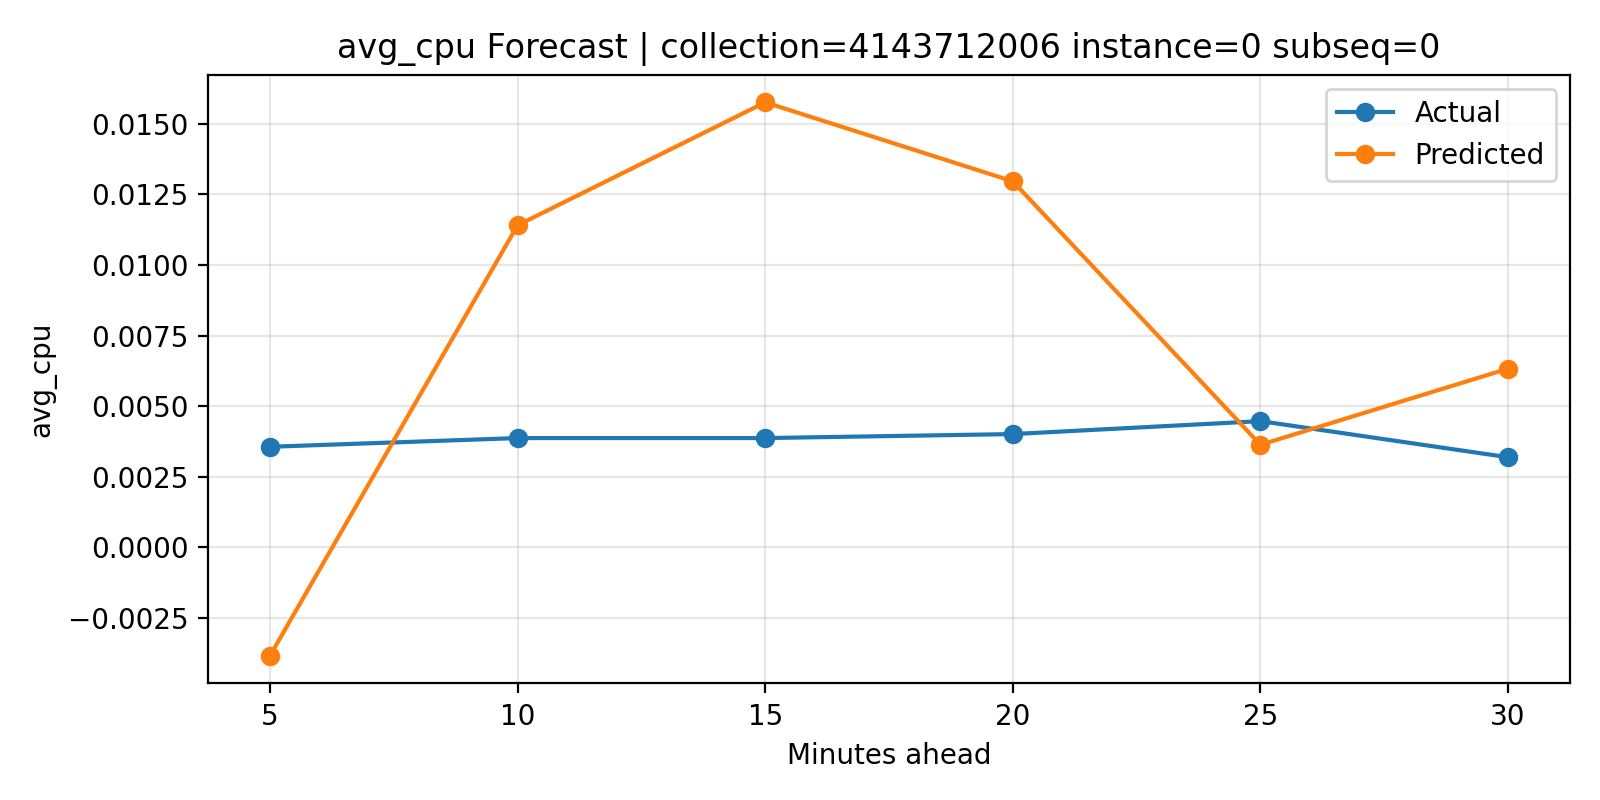 avg_cpu Forecast | collection=4143712006 instance=0 subseq=0
Actual
Predicted
0.0150
0.0125
0.0100
0.0075
0.0050
0.0025
0.0000
−0.0025
avg_cpu
5 10 15 20 25 30
Minutes ahead